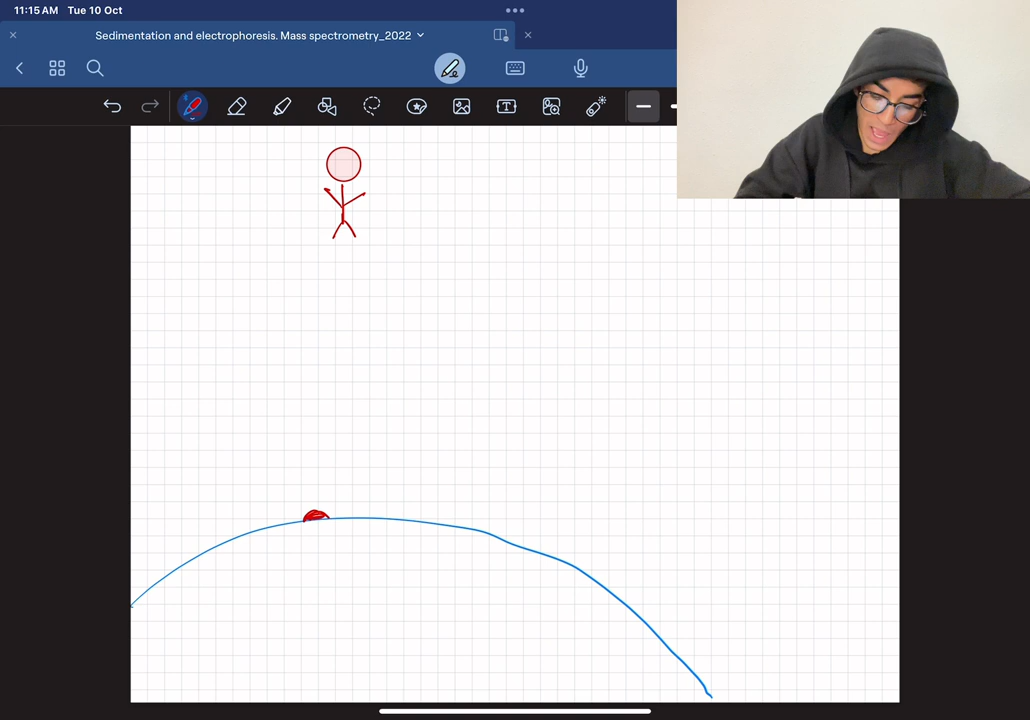 11:15 AM Tue 10 Oct
Sedimentation and electrophoresis. Mass spectrometry_2022
T